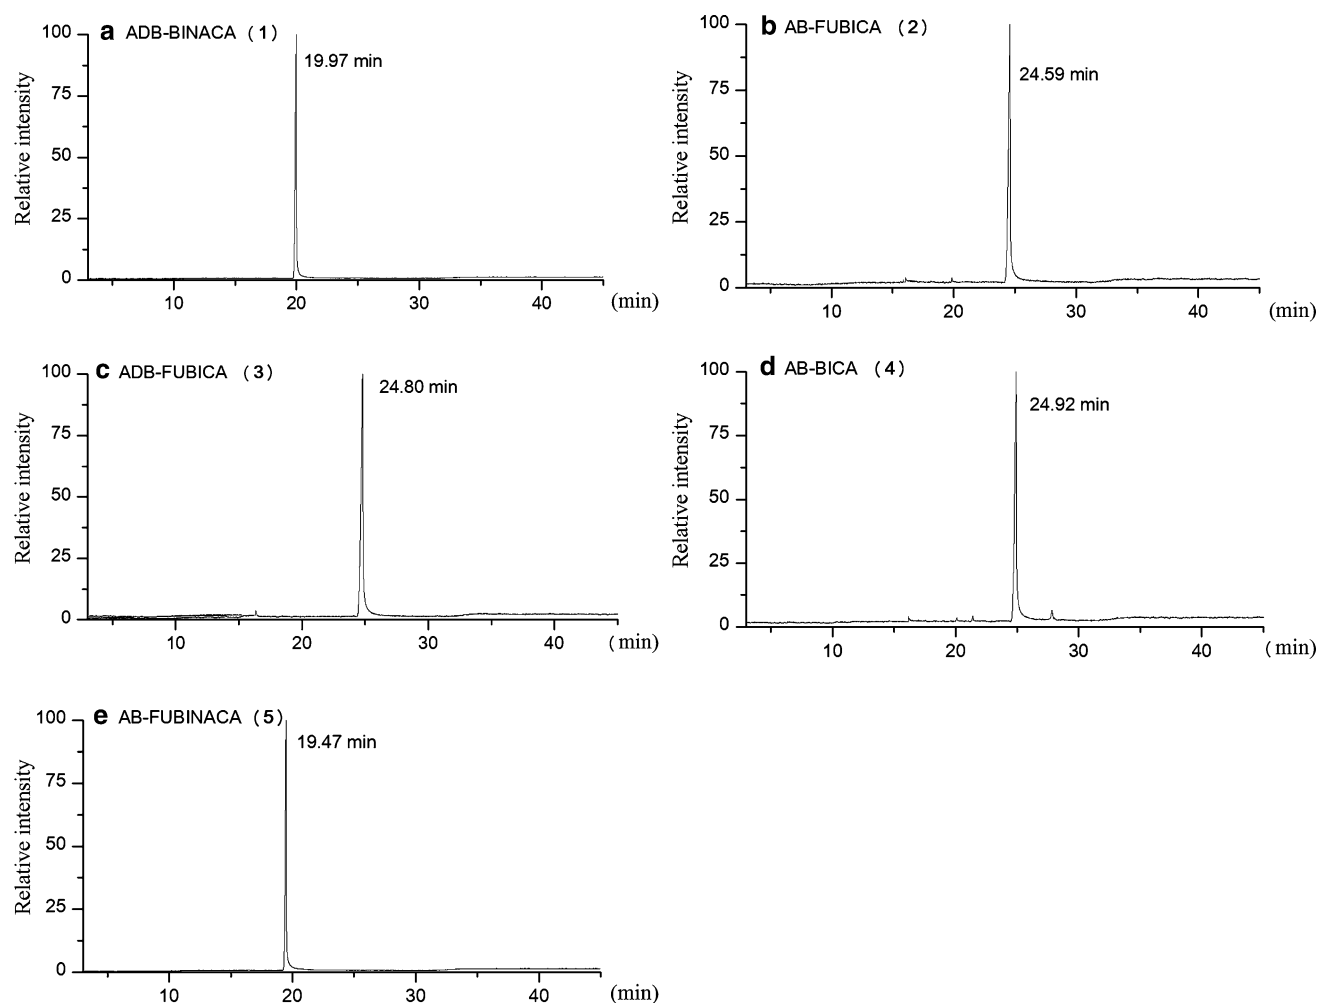 a ADB-BINACA (1)
19.97 min
Relative intensity
100
75
50
25
0
10 20 30 40 (min)
b AB-FUBICA (2)
24.59 min
Relative intensity
100
75
50
25
0
10 20 30 40 (min)
c ADB-FUBICA (3)
24.80 min
Relative intensity
100
75
50
25
0
10 20 30 40 (min)
d AB-BICA (4)
24.92 min
Relative intensity
100
75
50
25
0
10 20 30 40 (min)
e AB-FUBINACA (5)
19.47 min
Relative intensity
100
75
50
25
0
10 20 30 40 (min)